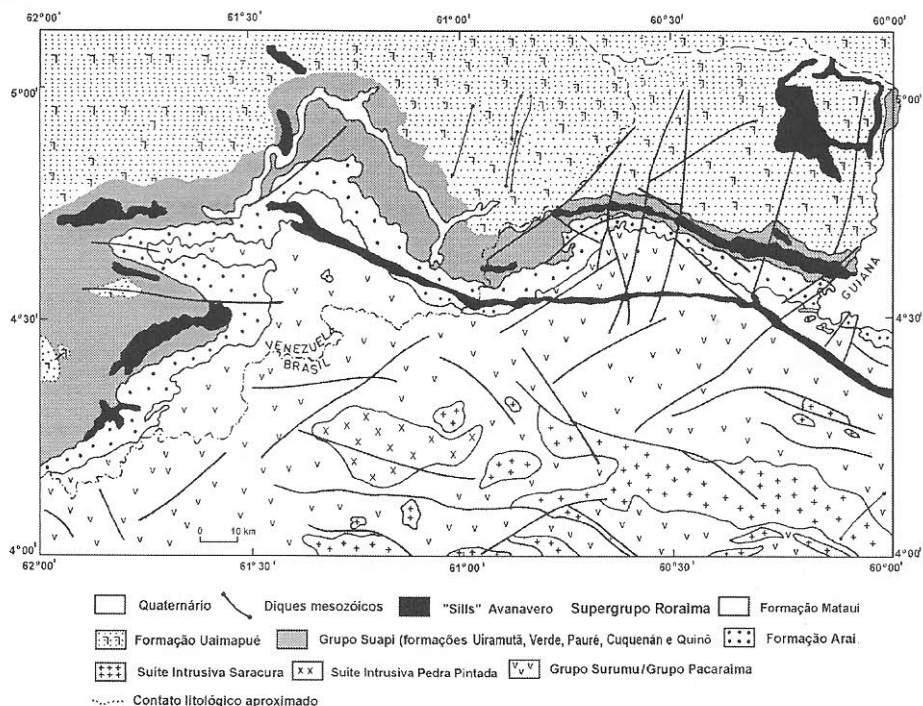 62°00' 61°30' 61°00' 60°30' 60°00'
5°00' 5°00'
GUIANA
4°30' 4°30'
VENEZUELA
BRASIL
0 10 km
4°00' 4°00'
62°00' 61°30' 61°00' 60°30' 60°00'
Quaternário Diques mesozóicos "Sills" Avanavero Supergrupo Roraima Formação Mataui
Formação Uaimapué Grupo Suapi (formações Uiramutã, Verde, Pauré, Cuquenán e Quinô Formação Arai
Suíte Intrusiva Saracura Suíte Intrusiva Pedra Pintada Grupo Surumu/Grupo Pacaraima
Contato litológico aproximado